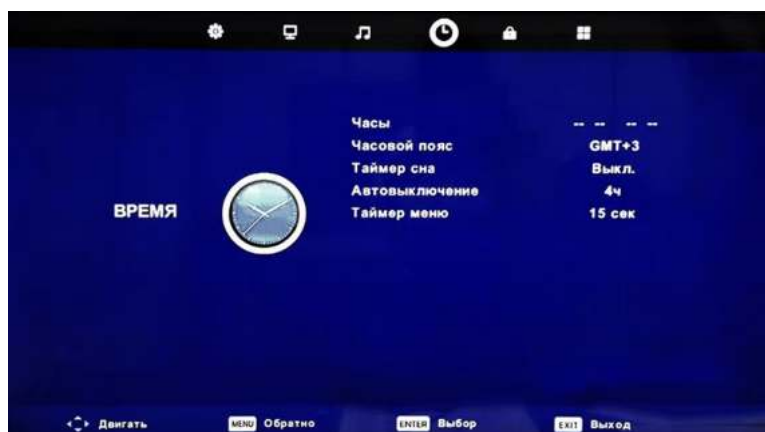 Часы -- -- -- --
Часовой пояс GMT+3
Таймер сна Выкл.
Автовыключение 4ч
ВРЕМЯ
Таймер меню 15 сек
Двигать MENU Обратно ENTER Выбор EXIT Выход